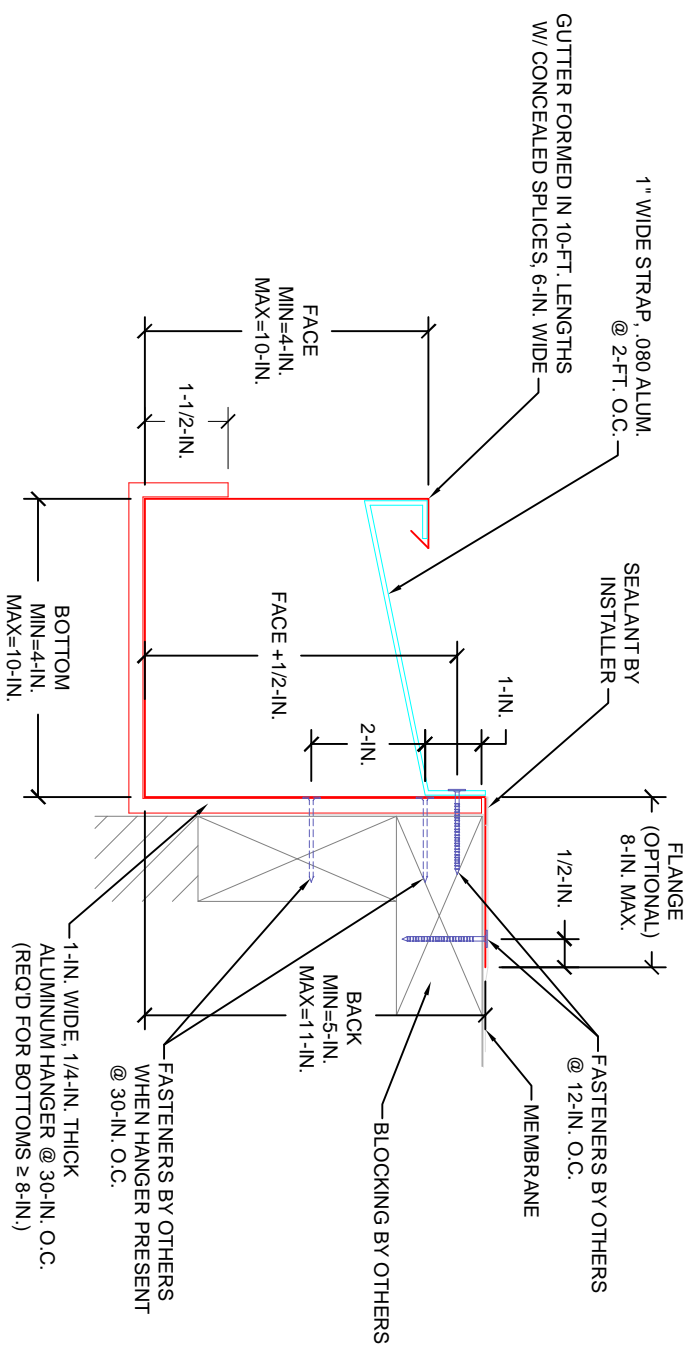 1" WIDE STRAP, .080 ALUM.
@ 2-FT. O.C.
GUTTER FORMED IN 10-FT. LENGTHS
W/ CONCEALED SPLICES, 6-IN. WIDE
SEALANT BY
INSTALLER
FLANGE
(OPTIONAL)
8-IN. MAX.
1/2-IN.
FASTENERS BY OTHERS
@ 12-IN. O.C.
MEMBRANE
BLOCKING BY OTHERS
1-IN.
2-IN.
FACE +1/2-IN.
FACE
MIN=4-IN.
MAX=10-IN.
1-1/2-IN.
BACK
MIN=5-IN.
MAX=11-IN.
FASTENERS BY OTHERS
WHEN HANGER PRESENT
@ 30-IN. O.C.
1-IN. WIDE, 1/4-IN. THICK
ALUMINUM HANGER @ 30-IN. O.C.
(REQ'D FOR BOTTOMS ≥ 8-IN.)
BOTTOM
MIN=4-IN.
MAX=10-IN.